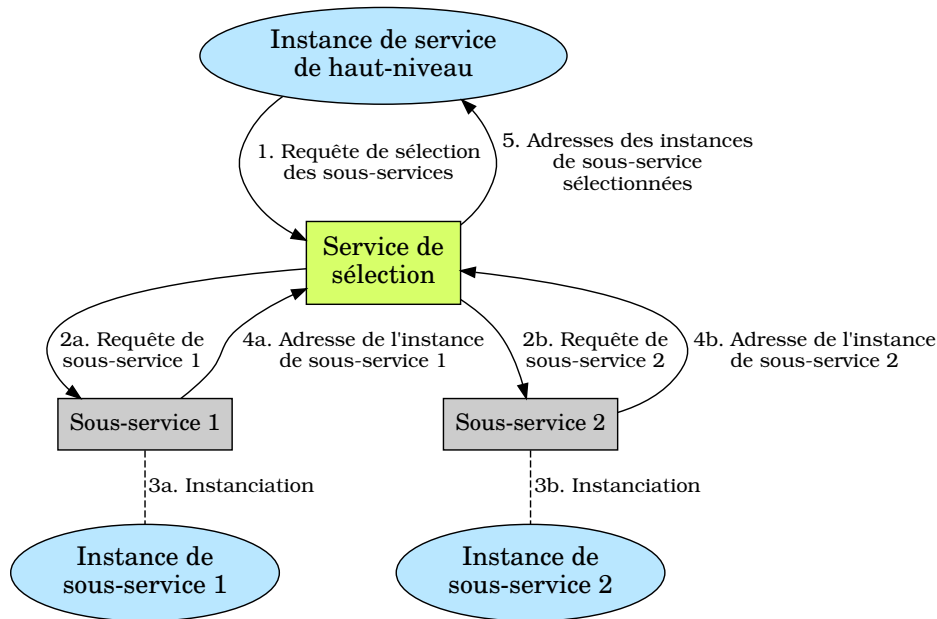 Instance de service
de haut-niveau
1. Requête de sélection
des sous-services
5. Adresses des instances
de sous-service
sélectionnées
Service de
sélection
2a. Requête de
sous-service 1
4a. Adresse de l'instance
de sous-service 1
2b. Requête de
sous-service 2
4b. Adresse de l'instance
de sous-service 2
Sous-service 1
Sous-service 2
3a. Instanciation
3b. Instanciation
Instance de
sous-service 1
Instance de
sous-service 2